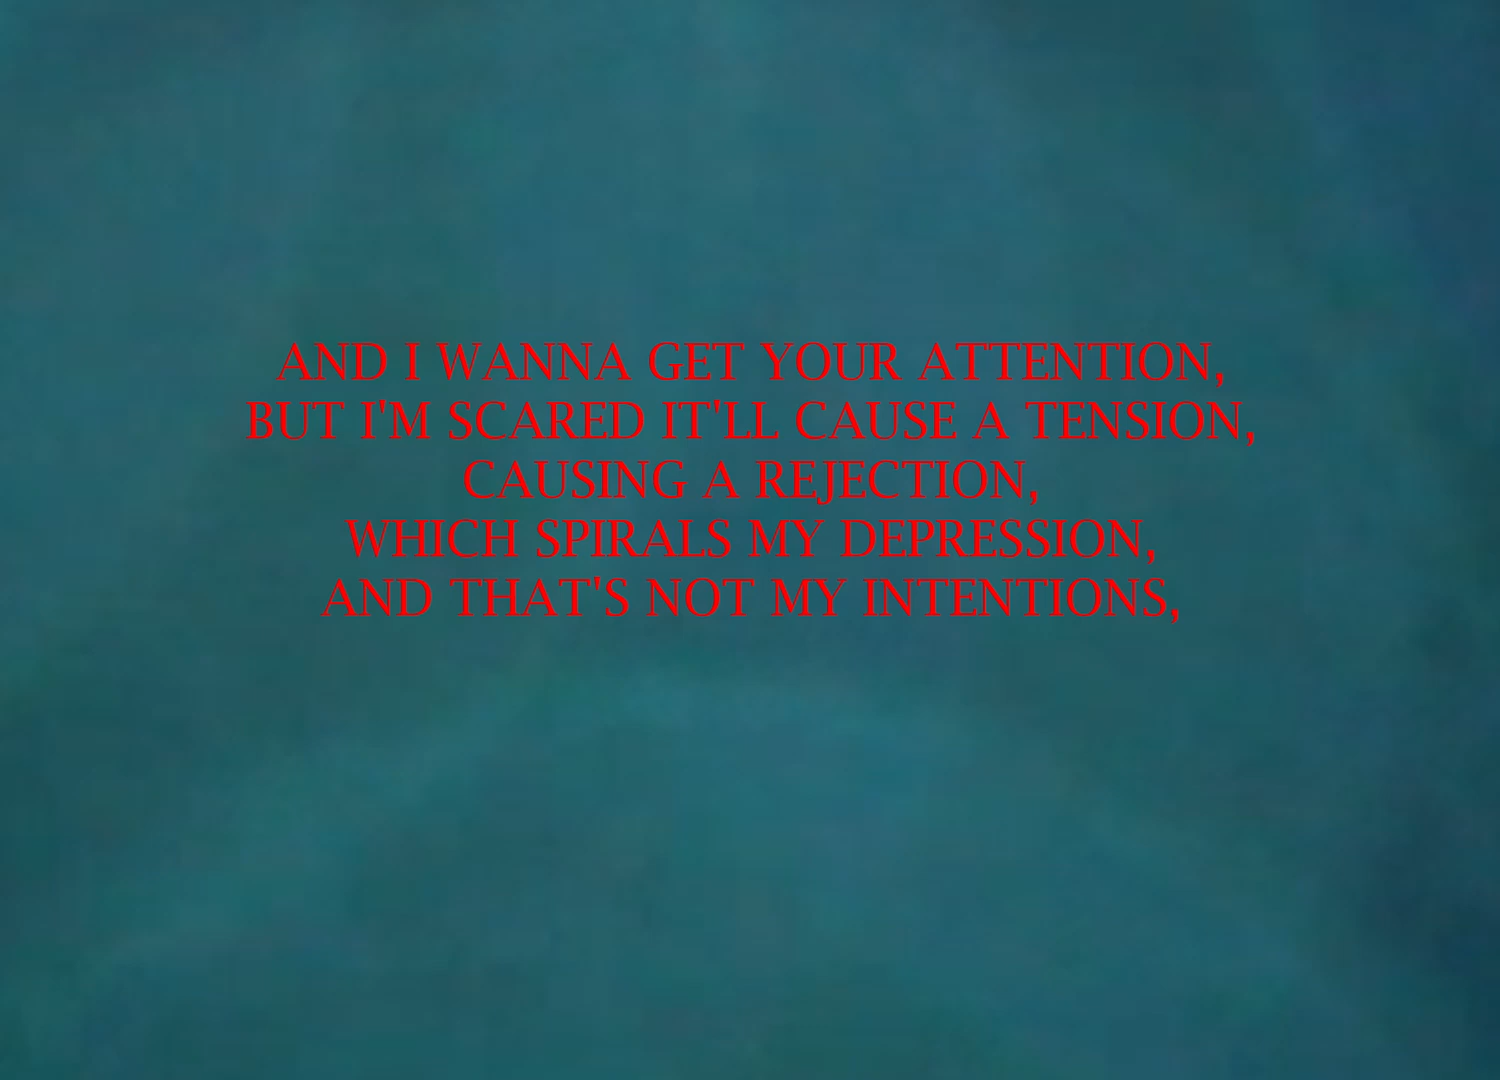 AND I WANNA GET YOUR ATTENTION,
BUT I'M SCARED IT'LL CAUSE A TENSION,
CAUSING A REJECTION,
WHICH SPIRALS MY DEPRESSION,
AND THAT'S NOT MY INTENTIONS,